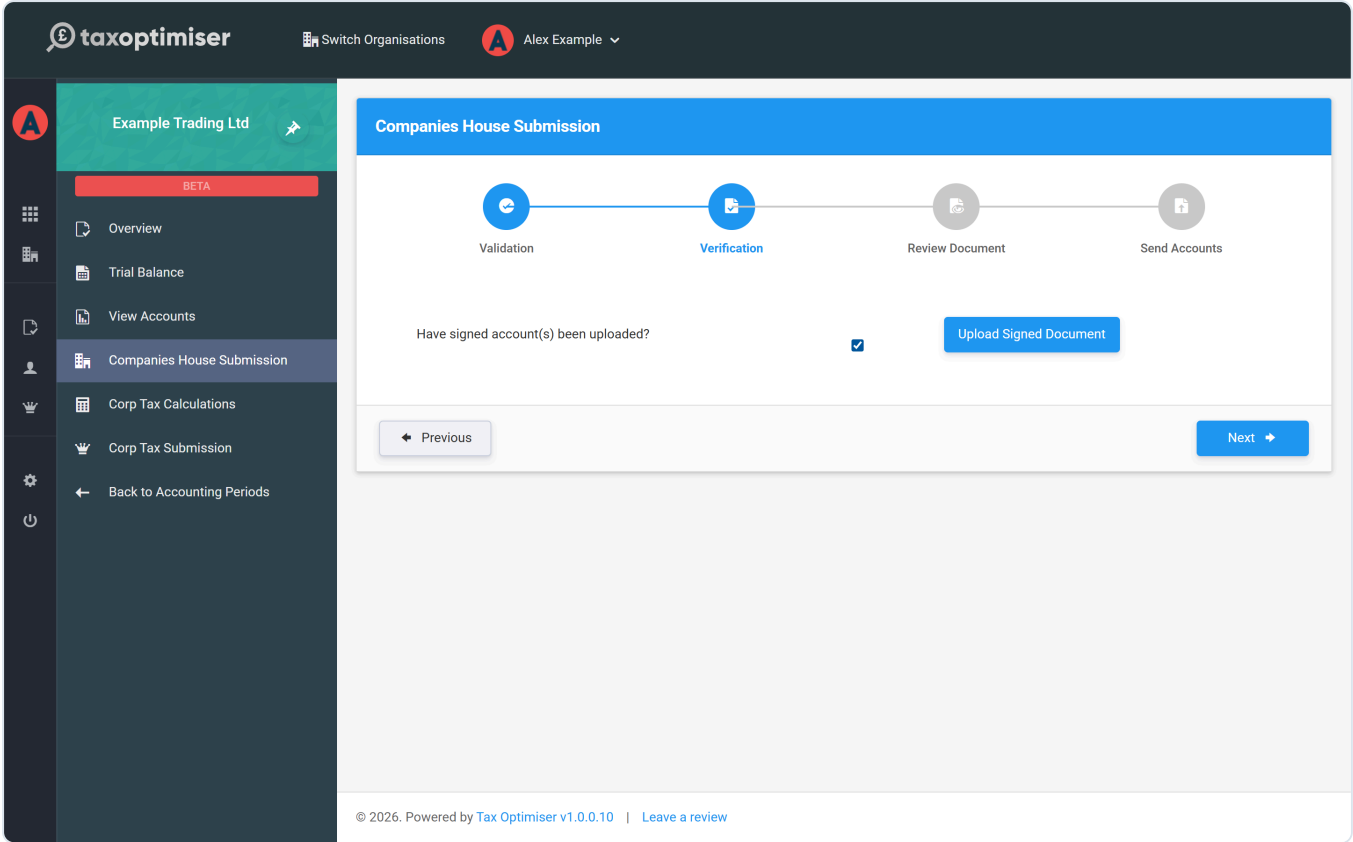 taxoptimiser
Switch Organisations
Alex Example
Example Trading Ltd
BETA
Overview
Trial Balance
View Accounts
Companies House Submission
Corp Tax Calculations
Corp Tax Submission
Back to Accounting Periods
Companies House Submission
Validation
Verification
Review Document
Send Accounts
Have signed account(s) been uploaded?
Upload Signed Document
Previous
Next
© 2026. Powered by Tax Optimiser v1.0.0.10 | Leave a review